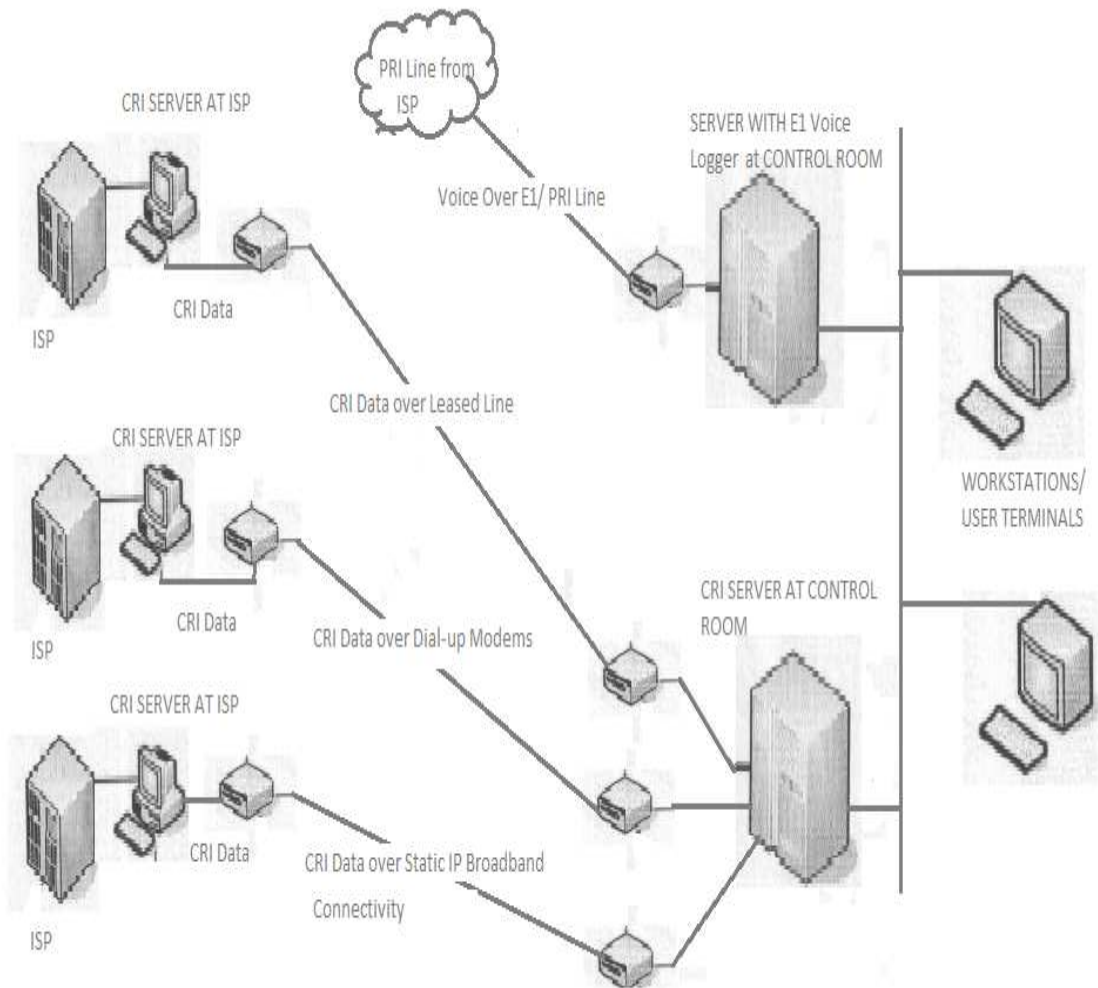 PRI Line from
ISP
CRI SERVER AT ISP
SERVER WITH E1 Voice
Logger at CONTROL ROOM
Voice Over E1/ PRI Line
CRI Data
ISP
CRI Data over Leased Line
CRI SERVER AT ISP
WORKSTATIONS/
USER TERMINALS
CRI Data
ISP
CRI Data over Dial-up Modems
CRI SERVER AT CONTROL
ROOM
CRI SERVER AT ISP
CRI Data
CRI Data over Static IP Broadband
Connectivity
ISP